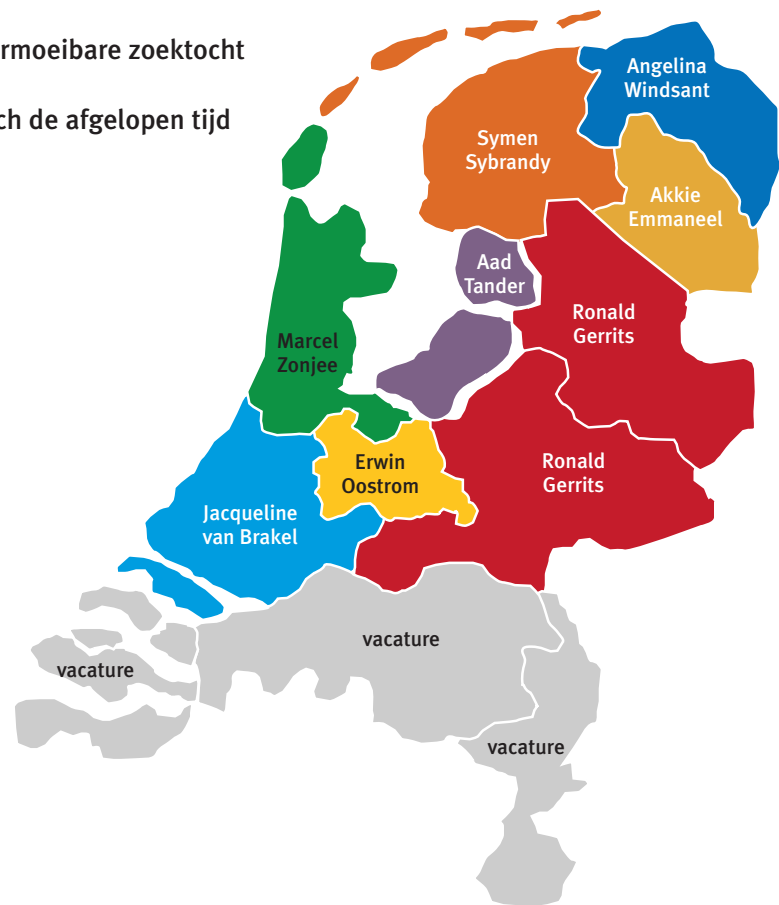 ermoeibare zoektocht
ch de afgelopen tijd
Angelina
Windsant
Symen
Sybrandy
Akkie
Emmaneel
Aad
Tander
Ronald
Gerrits
Marcel
Zonjee
Erwin
Oostrom
Ronald
Gerrits
Jacqueline
van Brakel
vacature
vacature
vacature